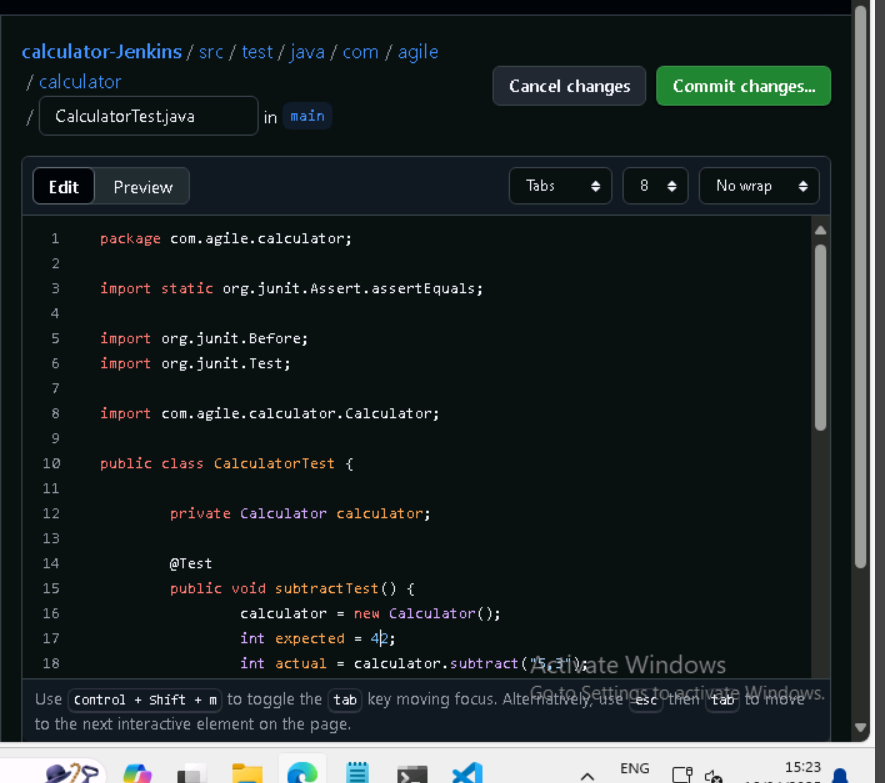 calculator-Jenkins / src / test / java / com / agile
/ calculator
/ CalculatorTest.java in main
Cancel changes
Commit changes...
Edit
Preview
Tabs
8
No wrap
1 package com.agile.calculator;
2
3 import static org.junit.Assert.assertEquals;
4
5 import org.junit.Before;
6 import org.junit.Test;
7
8 import com.agile.calculator.Calculator;
9
10 public class CalculatorTest {
11
12 private Calculator calculator;
13
14 @Test
15 public void subtractTest() {
16 calculator = new Calculator();
17 int expected = 42;
18 int actual = calculator.subtract("5,3");
Activate Windows
Go to Settings to activate Windows.
Use Control + Shift + m to toggle the tab key moving focus. Alternatively, use esc then tab to move
to the next interactive element on the page.
ENG
15:23